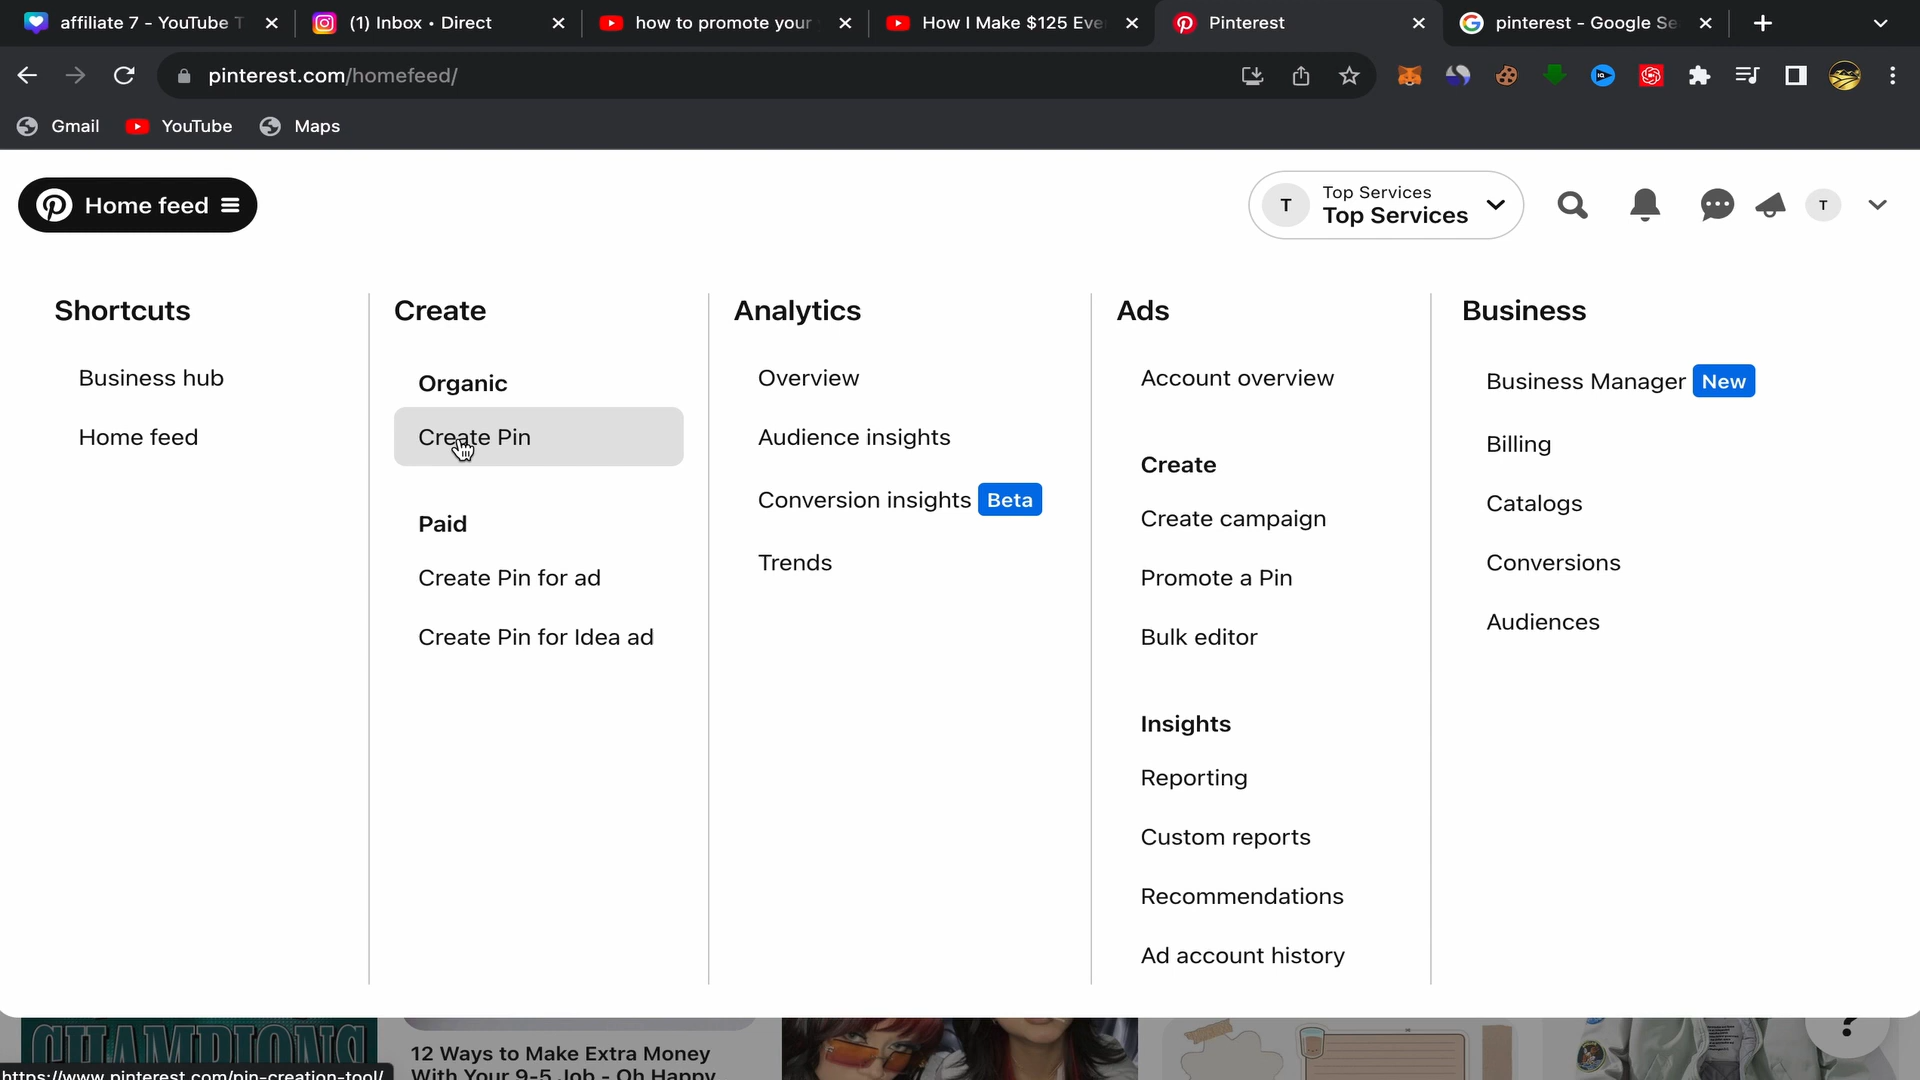 affiliate 7 - YouTube T
(1) Inbox • Direct
how to promote your
How I Make $125 Eve
Pinterest
pinterest - Google Se
pinterest.com/homefeed/
Gmail
YouTube
Maps
Home feed
T
Top Services
Top Services
T
Shortcuts
Business hub
Home feed
Create
Organic
Create Pin
Paid
Create Pin for ad
Create Pin for Idea ad
Analytics
Overview
Audience insights
Conversion insights Beta
Trends
Ads
Account overview
Create
Create campaign
Promote a Pin
Bulk editor
Insights
Reporting
Custom reports
Recommendations
Ad account history
Business
Business Manager New
Billing
Catalogs
Conversions
Audiences
CHAMPIONS
12 Ways to Make Extra Money
With Your 9-5 Job - Oh Happy
?
https://www.pinterest.com/pin-creation-tool/